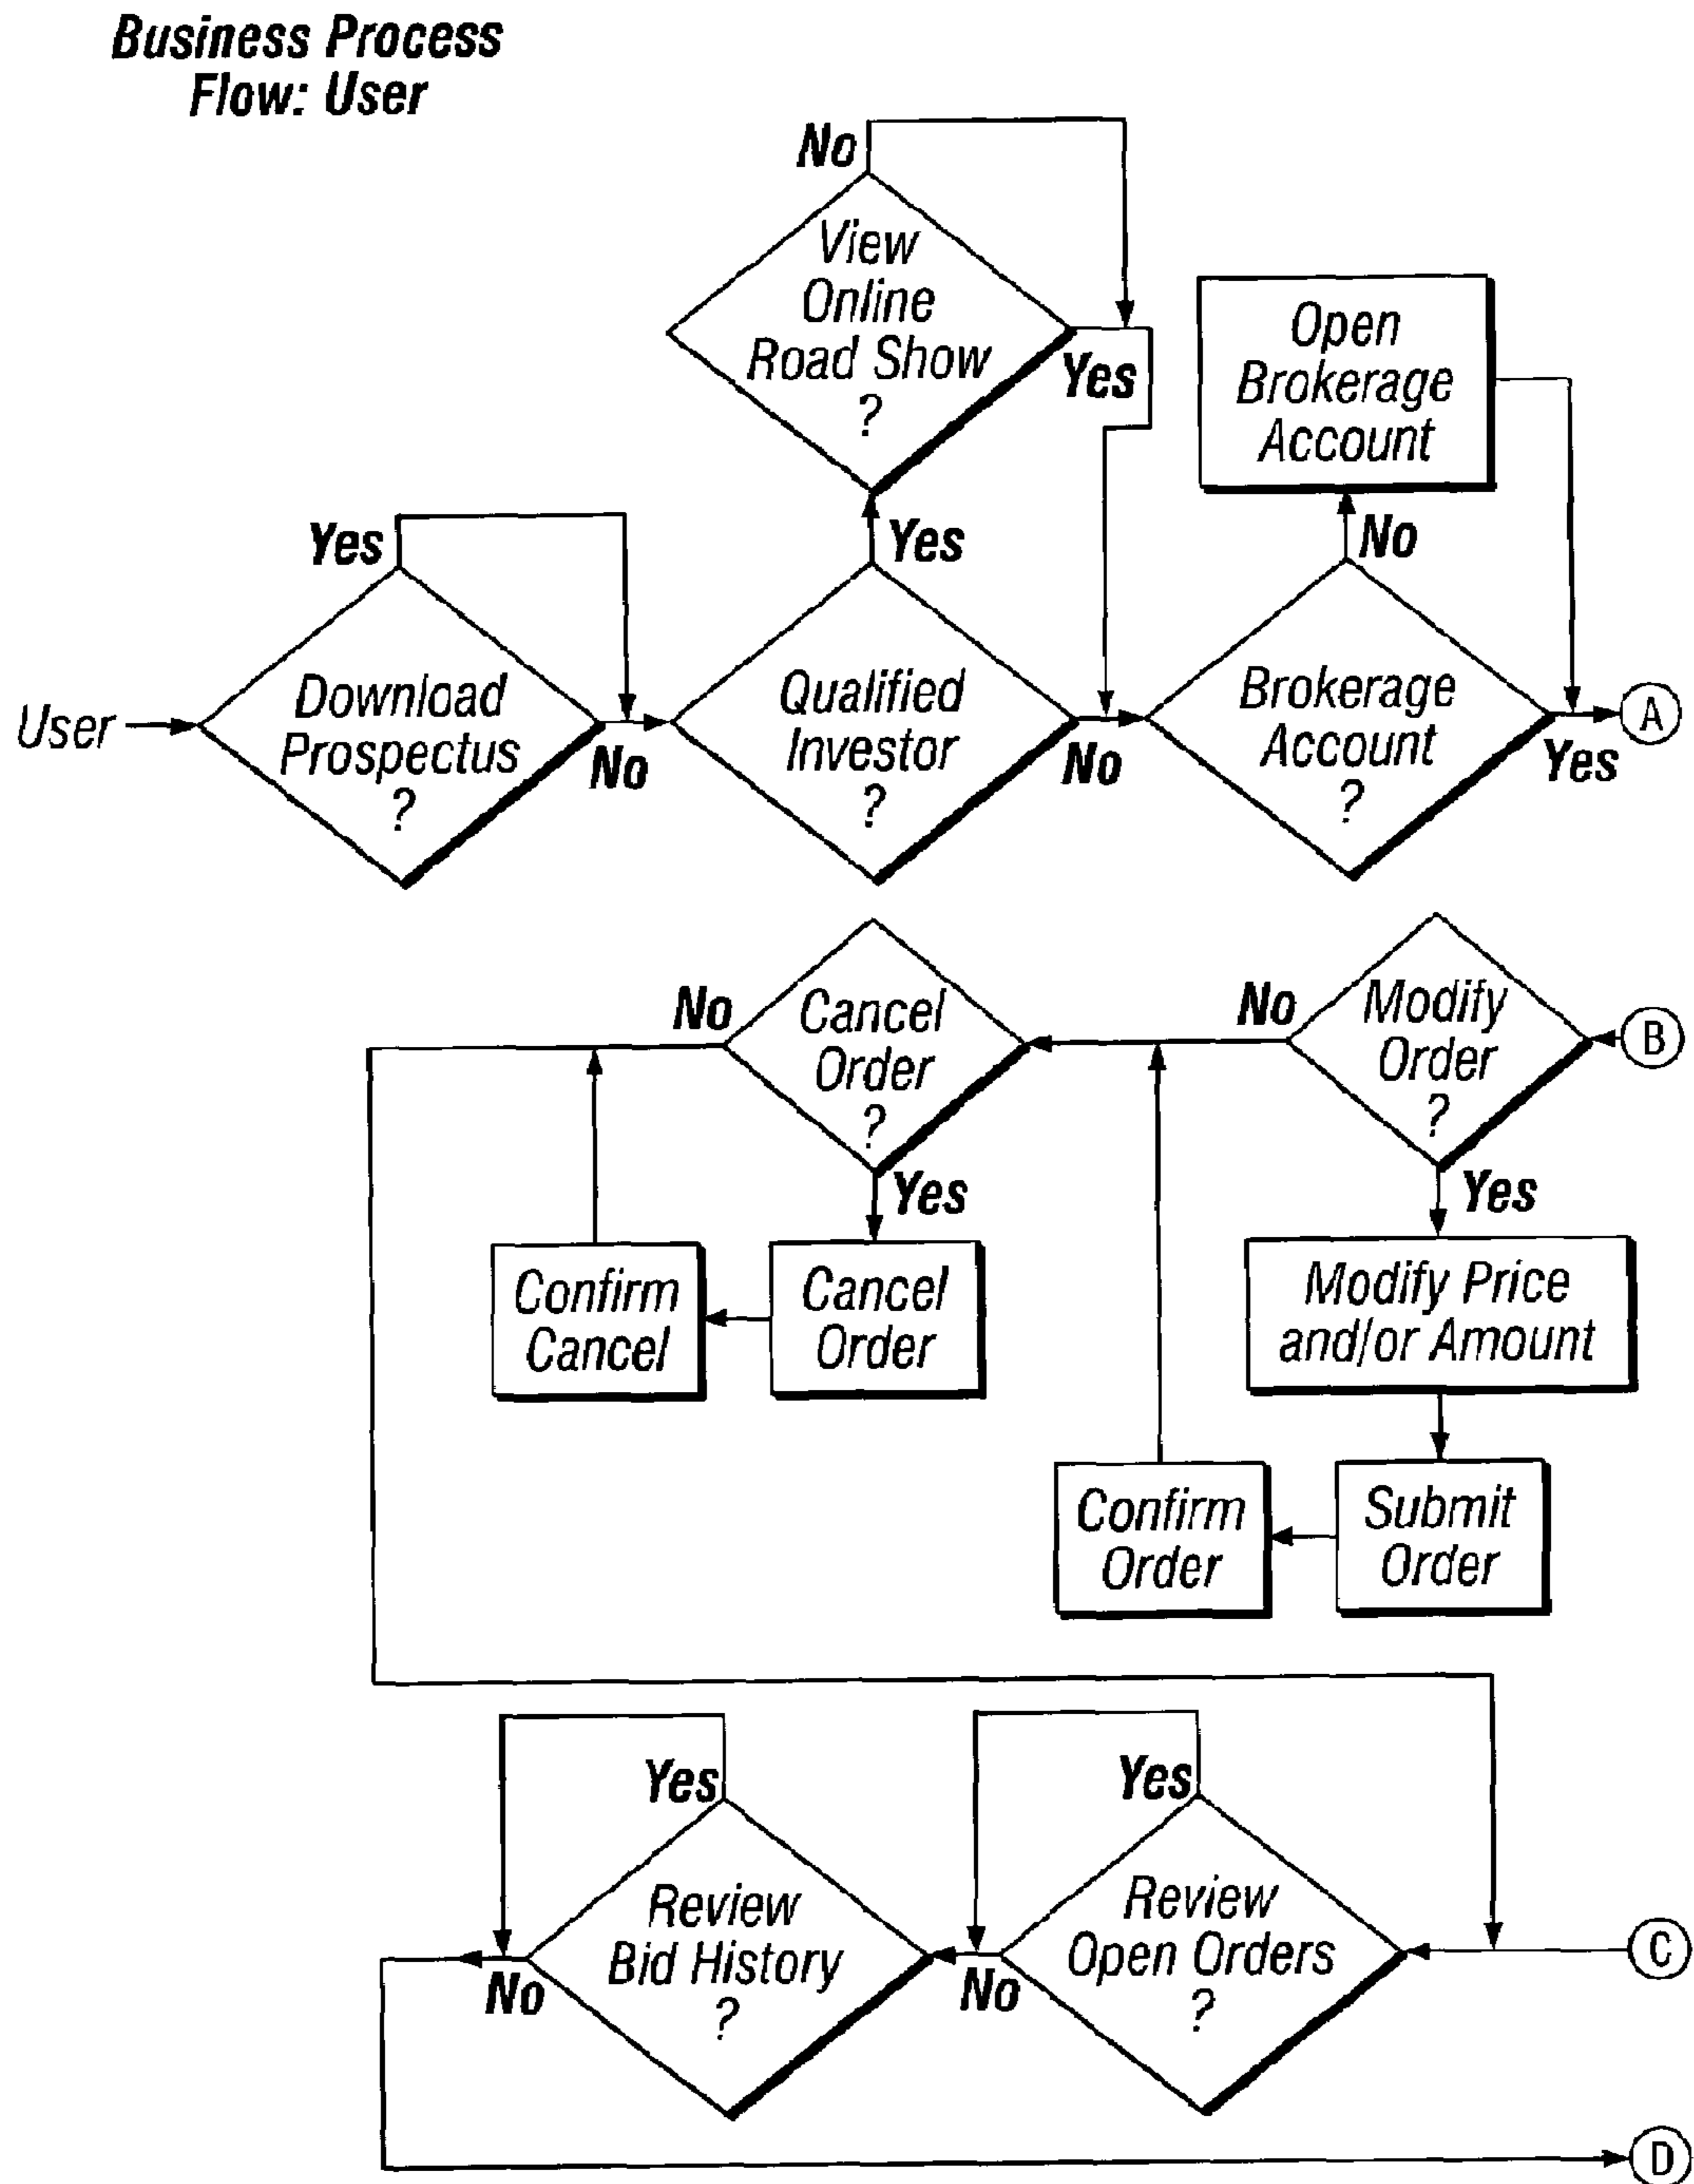 Business Process
Flow: User
No
View
Online
Road Show
?
Yes
Open
Brokerage
Account
Yes
Yes
No
User
Download
Prospectus
?
No
Qualified
Investor
?
No
Brokerage
Account
?
Yes
A
No
Cancel
Order
?
Yes
No
Modify
Order
?
Yes
B
Confirm
Cancel
Cancel
Order
Modify Price
and/or Amount
Confirm
Order
Submit
Order
Yes
Yes
Review
Bid History
?
No
Review
Open Orders
?
No
C
D